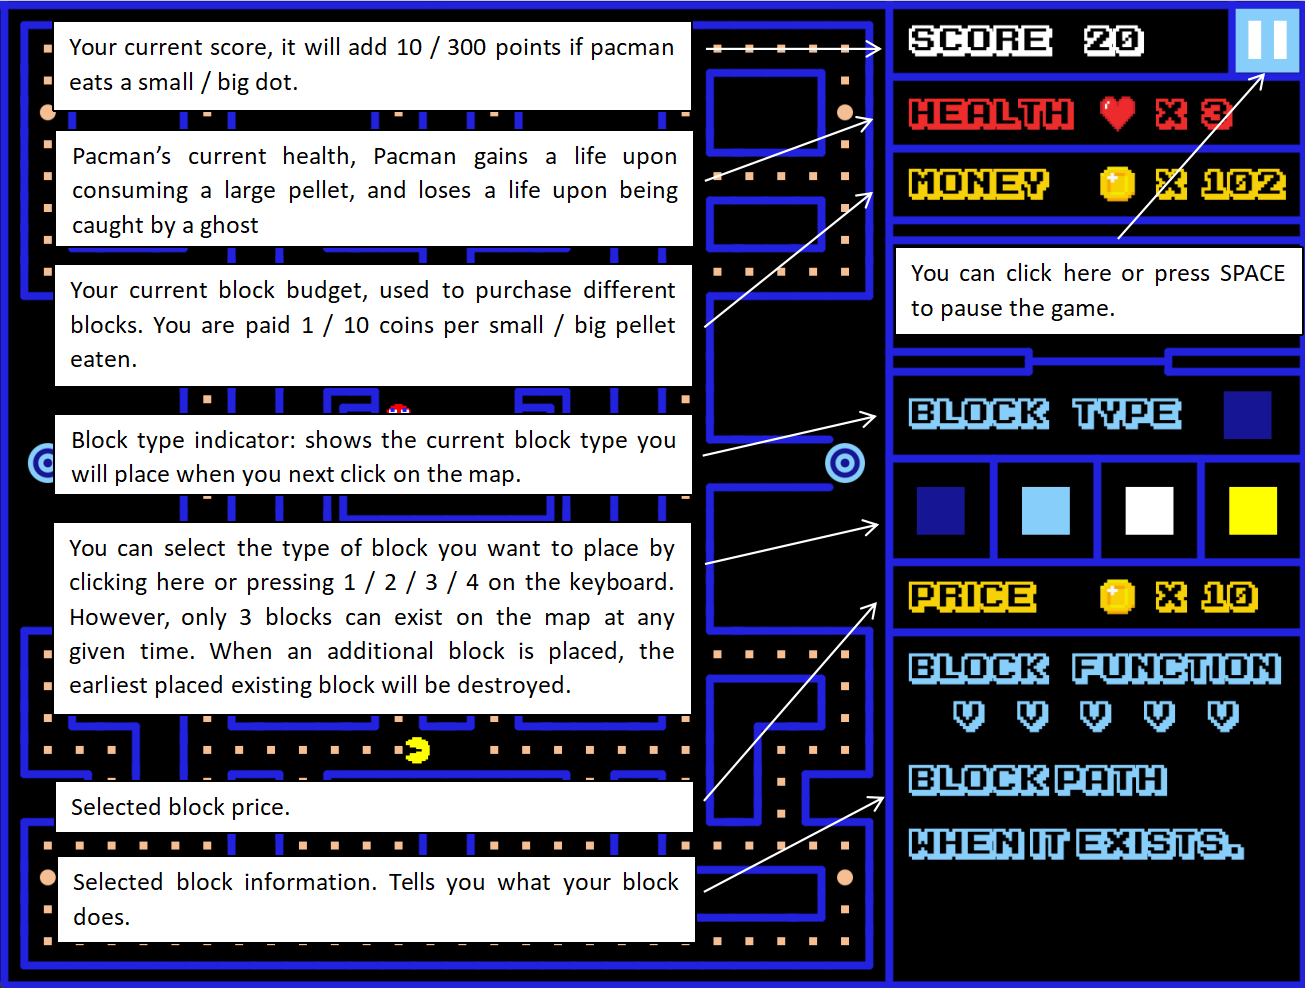 Your current score, it will add 10 / 300 points if pacman
eats a small / big dot.
Pacman’s current health, Pacman gains a life upon
consuming a large pellet, and loses a life upon being
caught by a ghost
Your current block budget, used to purchase different
blocks. You are paid 1 / 10 coins per small / big pellet
eaten.
Block type indicator: shows the current block type you
will place when you next click on the map.
You can select the type of block you want to place by
clicking here or pressing 1 / 2 / 3 / 4 on the keyboard.
However, only 3 blocks can exist on the map at any
given time. When an additional block is placed, the
earliest placed existing block will be destroyed.
Selected block price.
Selected block information. Tells you what your block
does.
SCORE 20
HEALTH X 3
MONEY X 102
You can click here or press SPACE
to pause the game.
BLOCK TYPE
PRICE X 10
BLOCK FUNCTION
BLOCK PATH
WHEN IT EXISTS.